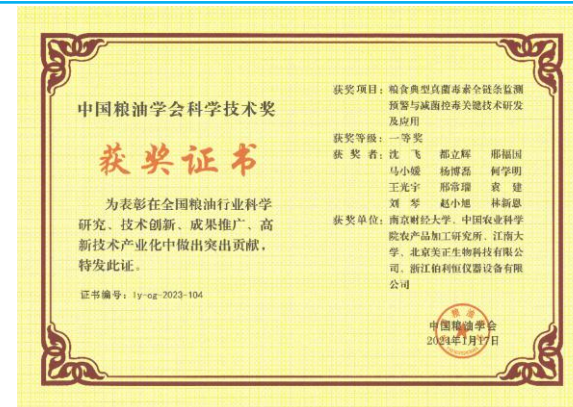 中国粮油学会科学技术奖
获奖证书
为表彰在全国粮油行业科学
研究、技术创新、成果推广、高
新技术产业化中做出突出贡献,
特发此证。
证书编号:ly-og-2023-104
获奖项目:粮食典型真菌毒素全链条监测
预警与减菌控毒关键技术研发
及应用
获奖等级:一等奖
获奖者:沈飞 都立辉 邢福国
马小媛 杨博磊 何学明
王光宇 邢常瑞 袁建
刘琴 赵小旭 林新恩
获奖单位:南京财经大学、中国农业科学
院农产品加工研究所、江南大
学、北京美正生物科技有限公
司、浙江伯利恒仪器设备有限
公司
中国粮油学会
2024年1月17日